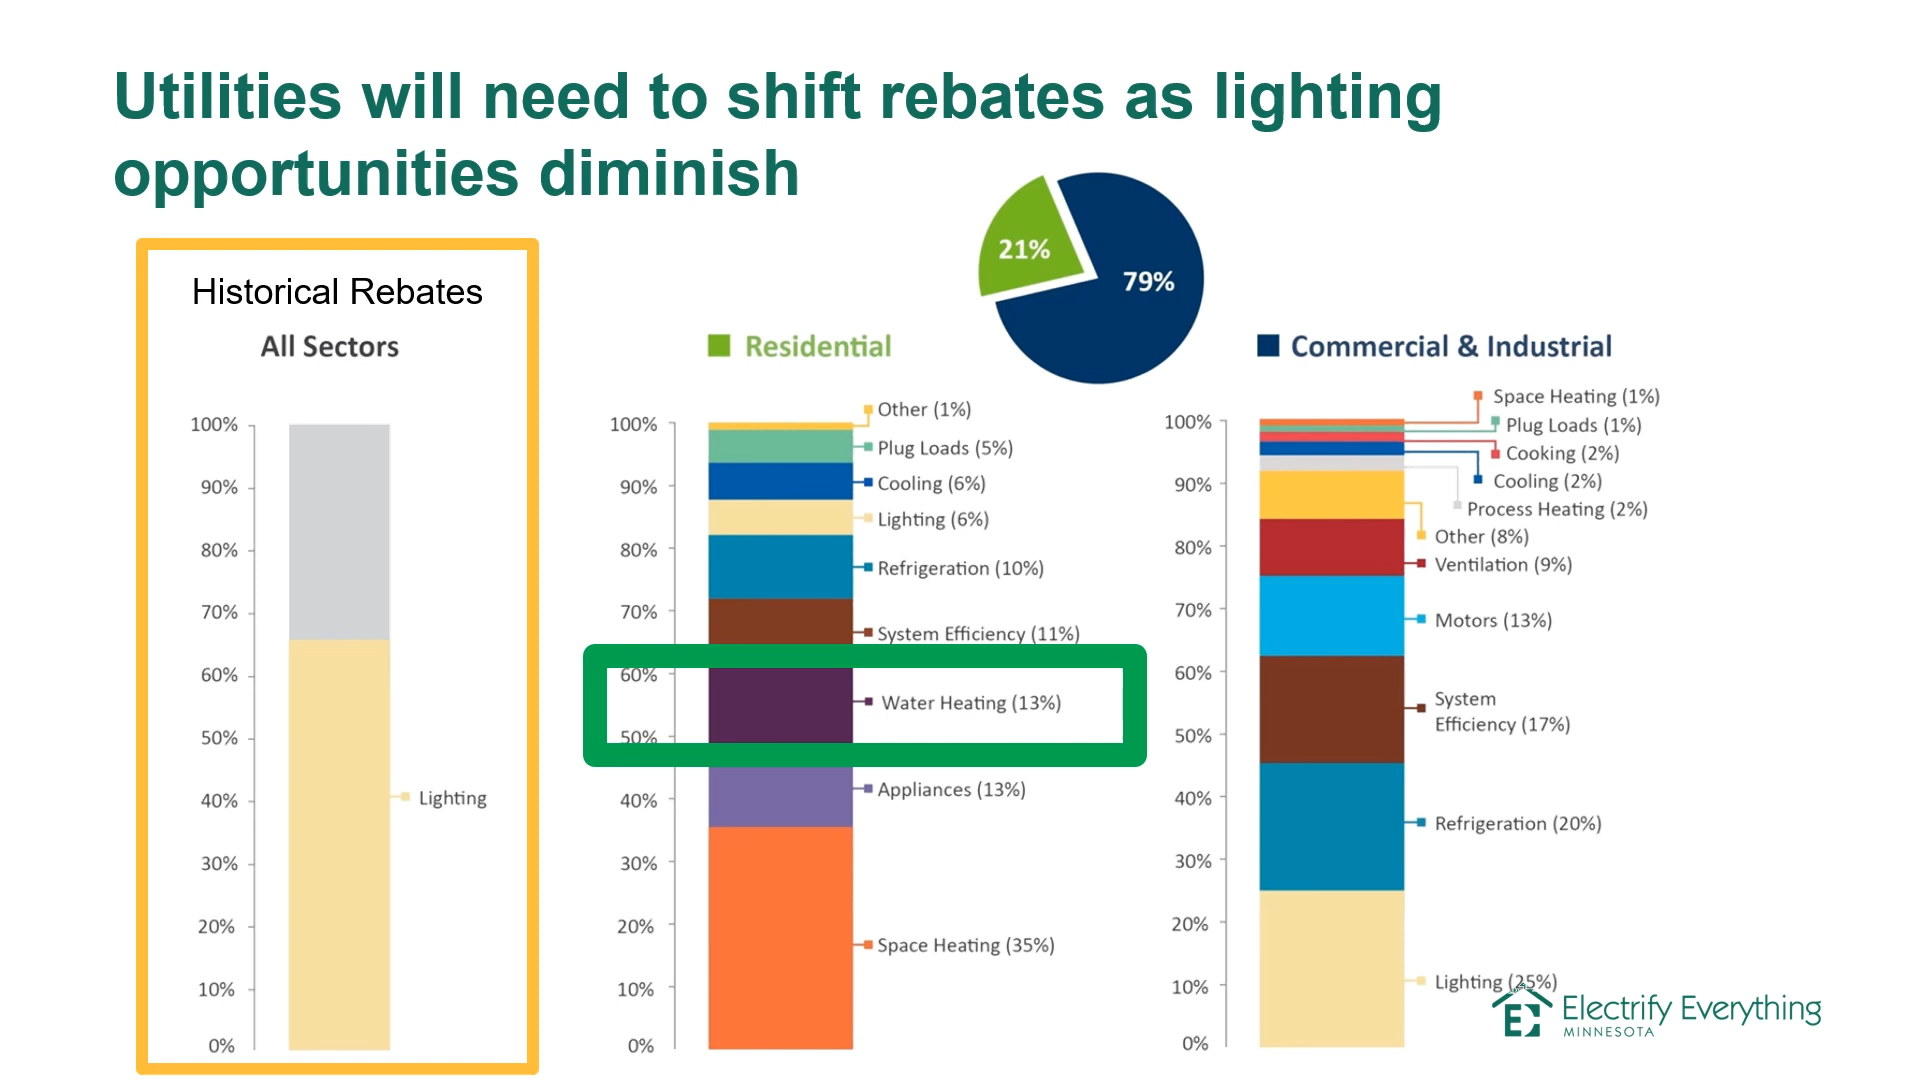 Utilities will need to shift rebates as lighting
opportunities diminish
Historical Rebates
All Sectors
100%
90%
80%
70%
60%
50%
40%
30%
20%
10%
0%
Lighting
21%
79%
Residential
100%
90%
80%
70%
60%
50%
40%
30%
20%
10%
0%
Other (1%)
Plug Loads (5%)
Cooling (6%)
Lighting (6%)
Refrigeration (10%)
System Efficiency (11%)
Water Heating (13%)
Appliances (13%)
Space Heating (35%)
Commercial & Industrial
100%
90%
80%
70%
60%
50%
40%
30%
20%
10%
0%
Space Heating (1%)
Plug Loads (1%)
Cooking (2%)
Cooling (2%)
Process Heating (2%)
Other (8%)
Ventilation (9%)
Motors (13%)
System
Efficiency (17%)
Refrigeration (20%)
Lighting (25%)
Electrify Everything
MINNESOTA